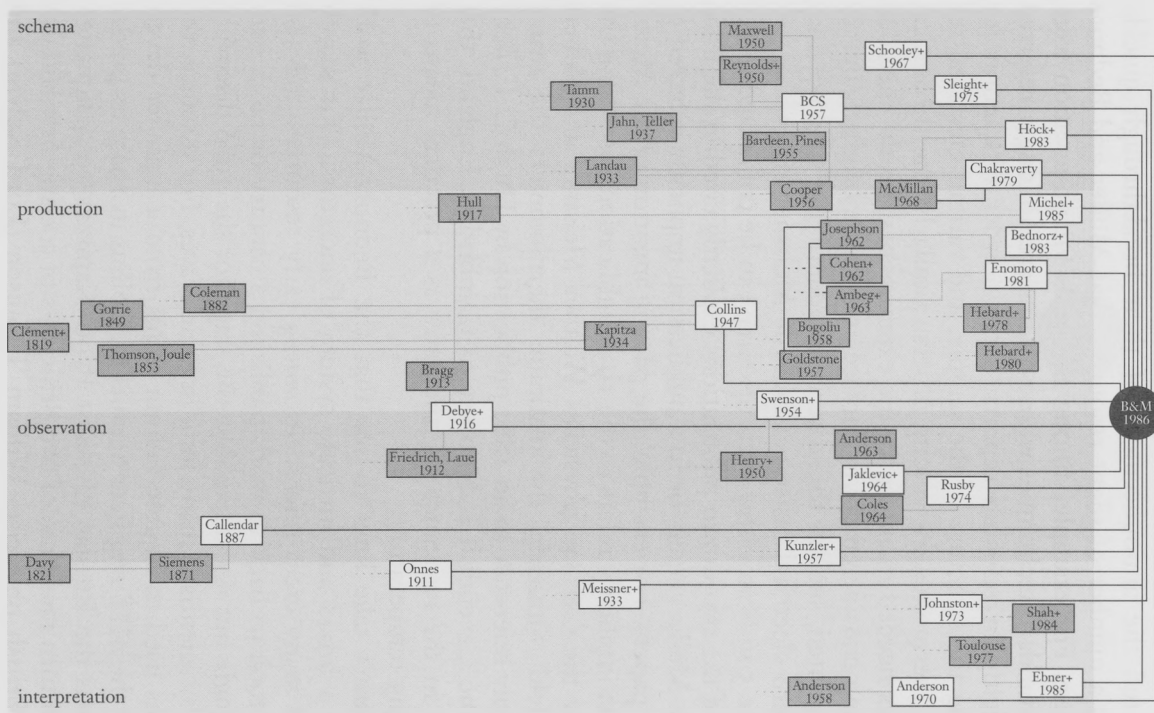 schema
Maxwell
1950
Schooley+
1967
Reynolds+
1950
Sleight+
1975
Tamm
1930
BCS
1957
Jahn, Teller
1937
Höck+
1983
Bardeen, Pines
1955
Landau
1933
Chakraverty
1979
Cooper
1956
McMillan
1968
production
Hull
1917
Michel+
1985
Josephson
1962
Bednorz+
1983
Cohen+
1962
Enomoto
1981
Coleman
1882
Ambeg+
1963
Gorrie
1849
Collins
1947
Hebard+
1978
Clément+
1819
Kapitza
1934
Bogoliu
1958
Thomson, Joule
1853
Goldstone
1957
Hebard+
1980
Bragg
1913
Swenson+
1954
B&M
1986
Debye+
1916
observation
Anderson
1963
Friedrich, Laue
1912
Henry+
1950
Jaklevic+
1964
Rusby
1974
Coles
1964
Callendar
1887
Kunzler+
1957
Davy
1821
Siemens
1871
Onnes
1911
Meissner+
1933
Johnston+
1973
Shah+
1984
Toulouse
1977
Ebner+
1985
interpretation
Anderson
1958
Anderson
1970